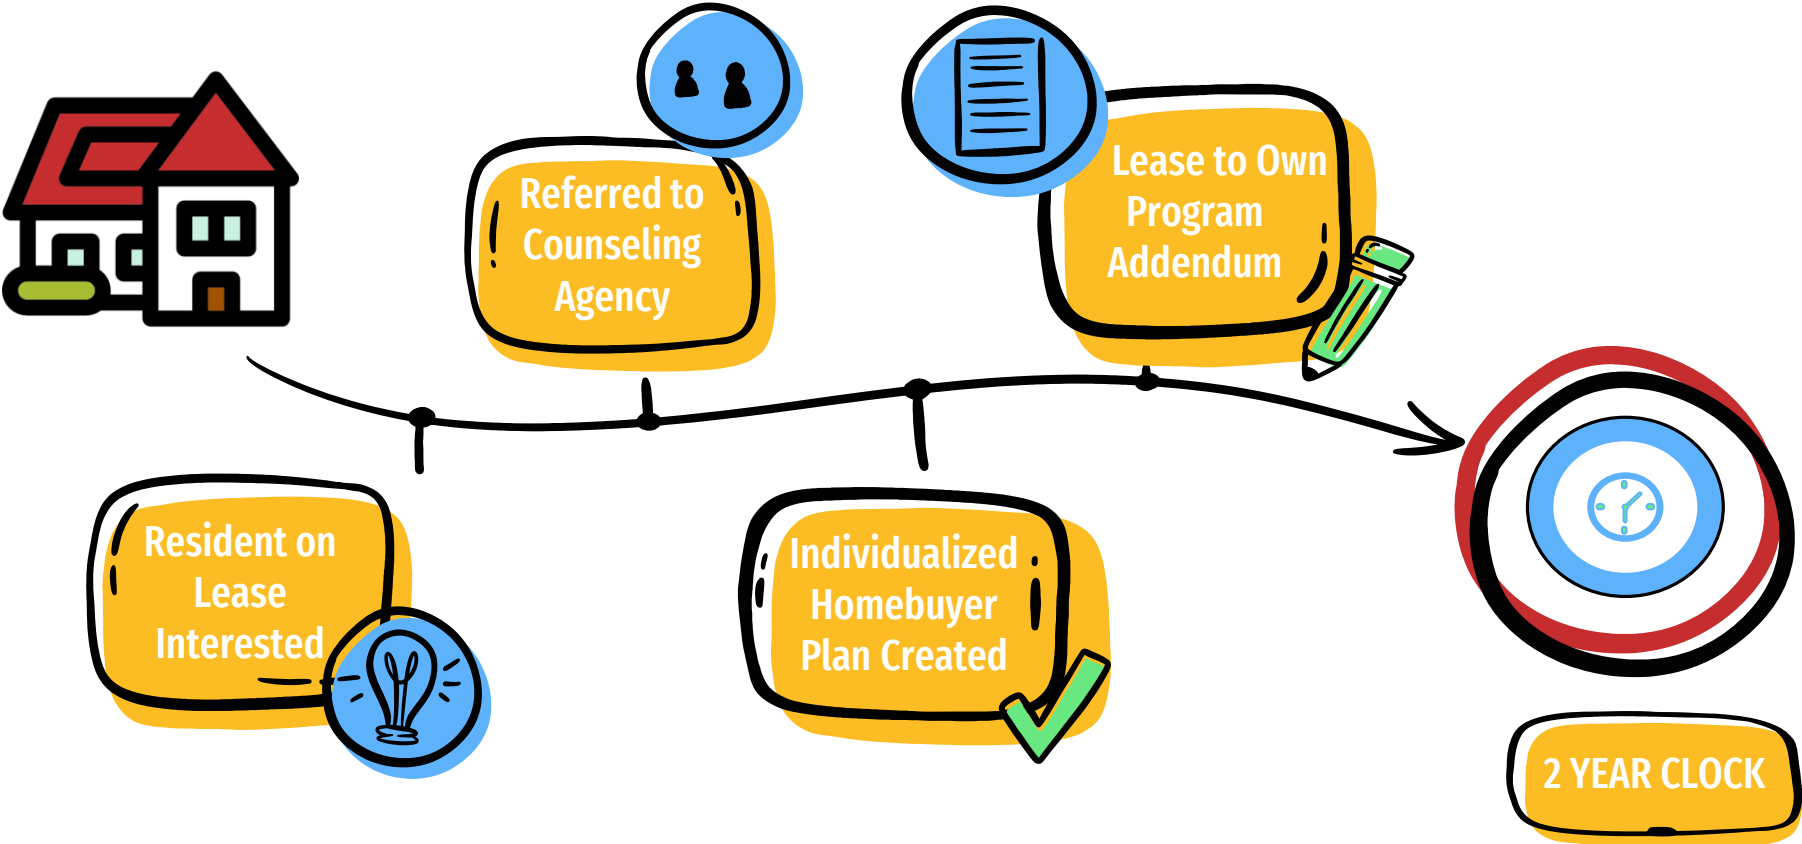 Resident on
Lease
Interested
Referred to
Counseling
Agency
Individualized
Homebuyer
Plan Created
Lease to Own
Program
Addendum
2 YEAR CLOCK